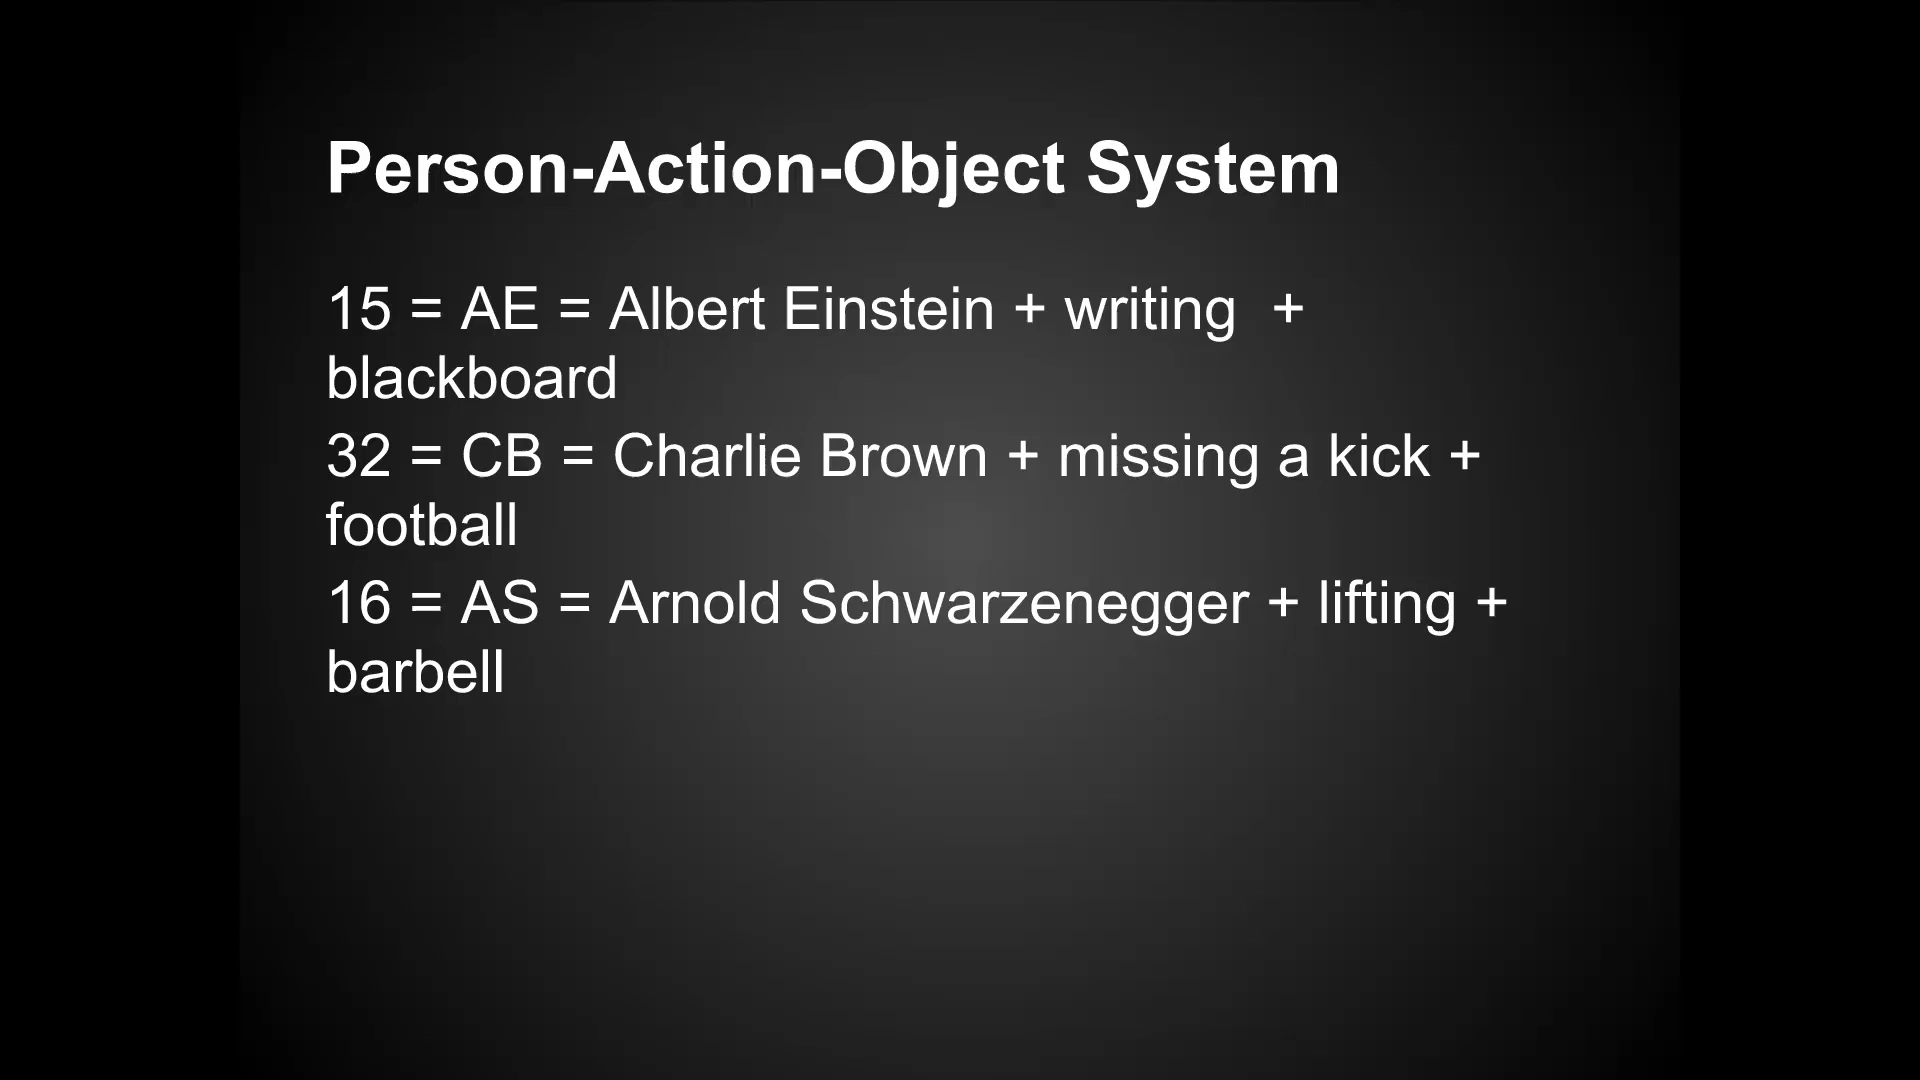 Person-Action-Object System
15 = AE = Albert Einstein + writing  +
blackboard
32 = CB = Charlie Brown + missing a kick +
football
16 = AS = Arnold Schwarzenegger + lifting +
barbell